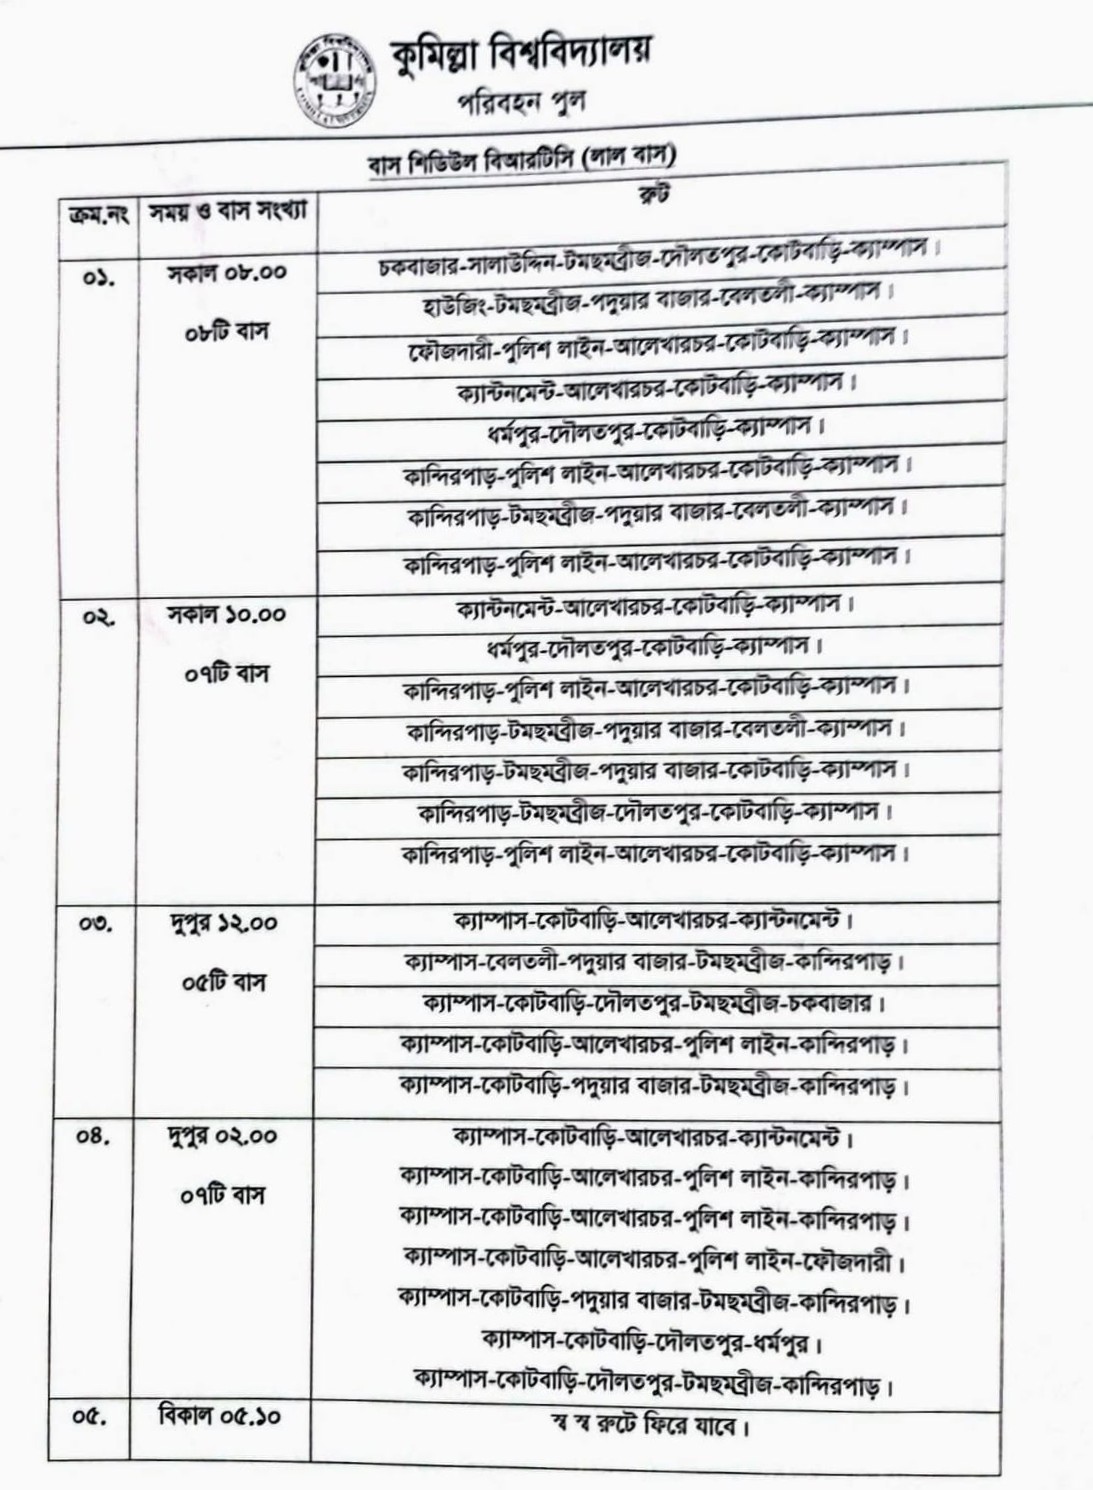 কুমিল্লা বিশ্ববিদ্যালয়
পরিবহন পুল
বাস শিডিউল বিআরটিসি (লাল বাস)
ক্রম.নং সময় ও বাস সংখ্যা রুট
০১. সকাল ০৮.০০ চকবাজার-সালাউদ্দিন-টমছমব্রীজ-দৌলতপুর-কোটবাড়ি-ক্যাম্পাস।
হাউজিং-টমছমব্রীজ-পদুয়ার বাজার-বেলতলী-ক্যাম্পাস।
০৮টি বাস ফৌজদারী-পুলিশ লাইন-আলেখারচর-কোটবাড়ি-ক্যাম্পাস।
ক্যান্টনমেন্ট-আলেখারচর-কোটবাড়ি-ক্যাম্পাস।
ধর্মপুর-দৌলতপুর-কোটবাড়ি-ক্যাম্পাস।
কান্দিরপাড়-পুলিশ লাইন-আলেখারচর-কোটবাড়ি-ক্যাম্পাস।
কান্দিরপাড়-টমছমব্রীজ-পদুয়ার বাজার-বেলতলী-ক্যাম্পাস।
কান্দিরপাড়-পুলিশ লাইন-আলেখারচর-কোটবাড়ি-ক্যাম্পাস।
০২. সকাল ১০.০০ ক্যান্টনমেন্ট-আলেখারচর-কোটবাড়ি-ক্যাম্পাস।
ধর্মপুর-দৌলতপুর-কোটবাড়ি-ক্যাম্পাস।
০৭টি বাস কান্দিরপাড়-পুলিশ লাইন-আলেখারচর-কোটবাড়ি-ক্যাম্পাস।
কান্দিরপাড়-টমছমব্রীজ-পদুয়ার বাজার-বেলতলী-ক্যাম্পাস।
কান্দিরপাড়-টমছমব্রীজ-পদুয়ার বাজার-কোটবাড়ি-ক্যাম্পাস।
কান্দিরপাড়-টমছমব্রীজ-দৌলতপুর-কোটবাড়ি-ক্যাম্পাস।
কান্দিরপাড়-পুলিশ লাইন-আলেখারচর-কোটবাড়ি-ক্যাম্পাস।
০৩. দুপুর ১২.০০ ক্যাম্পাস-কোটবাড়ি-আলেখারচর-ক্যান্টনমেন্ট।
ক্যাম্পাস-বেলতলী-পদুয়ার বাজার-টমছমব্রীজ-কান্দিরপাড়।
০৫টি বাস ক্যাম্পাস-কোটবাড়ি-দৌলতপুর-টমছমব্রীজ-চকবাজার।
ক্যাম্পাস-কোটবাড়ি-আলেখারচর-পুলিশ লাইন-কান্দিরপাড়।
ক্যাম্পাস-কোটবাড়ি-পদুয়ার বাজার-টমছমব্রীজ-কান্দিরপাড়।
০৪. দুপুর ০২.০০ ক্যাম্পাস-কোটবাড়ি-আলেখারচর-ক্যান্টনমেন্ট।
ক্যাম্পাস-কোটবাড়ি-আলেখারচর-পুলিশ লাইন-কান্দিরপাড়।
০৭টি বাস ক্যাম্পাস-কোটবাড়ি-আলেখারচর-পুলিশ লাইন-কান্দিরপাড়।
ক্যাম্পাস-কোটবাড়ি-আলেখারচর-পুলিশ লাইন-ফৌজদারী।
ক্যাম্পাস-কোটবাড়ি-পদুয়ার বাজার-টমছমব্রীজ-কান্দিরপাড়।
ক্যাম্পাস-কোটবাড়ি-দৌলতপুর-ধর্মপুর।
ক্যাম্পাস-কোটবাড়ি-দৌলতপুর-টমছমব্রীজ-কান্দিরপাড়।
০৫. বিকাল ০৫.১০ স্ব স্ব রুটে ফিরে যাবে।